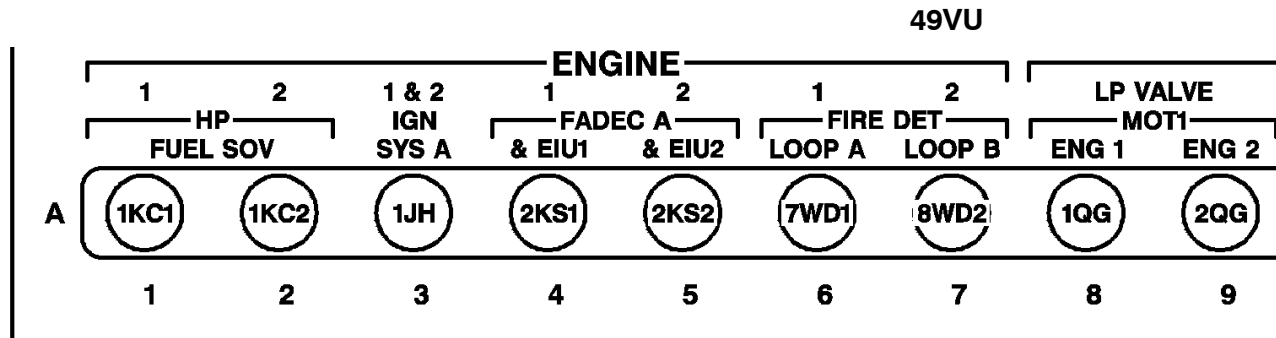 49VU
ENGINE
1 2 1 & 2 1 2 1 2 LP VALVE
HP IGN FADEC A FIRE DET MOT1
FUEL SOV SYS A & EIU1 & EIU2 LOOP A LOOP B ENG 1 ENG 2
A 1KC1 1KC2 1JH 2KS1 2KS2 7WD1 8WD2 1QG 2QG
1 2 3 4 5 6 7 8 9